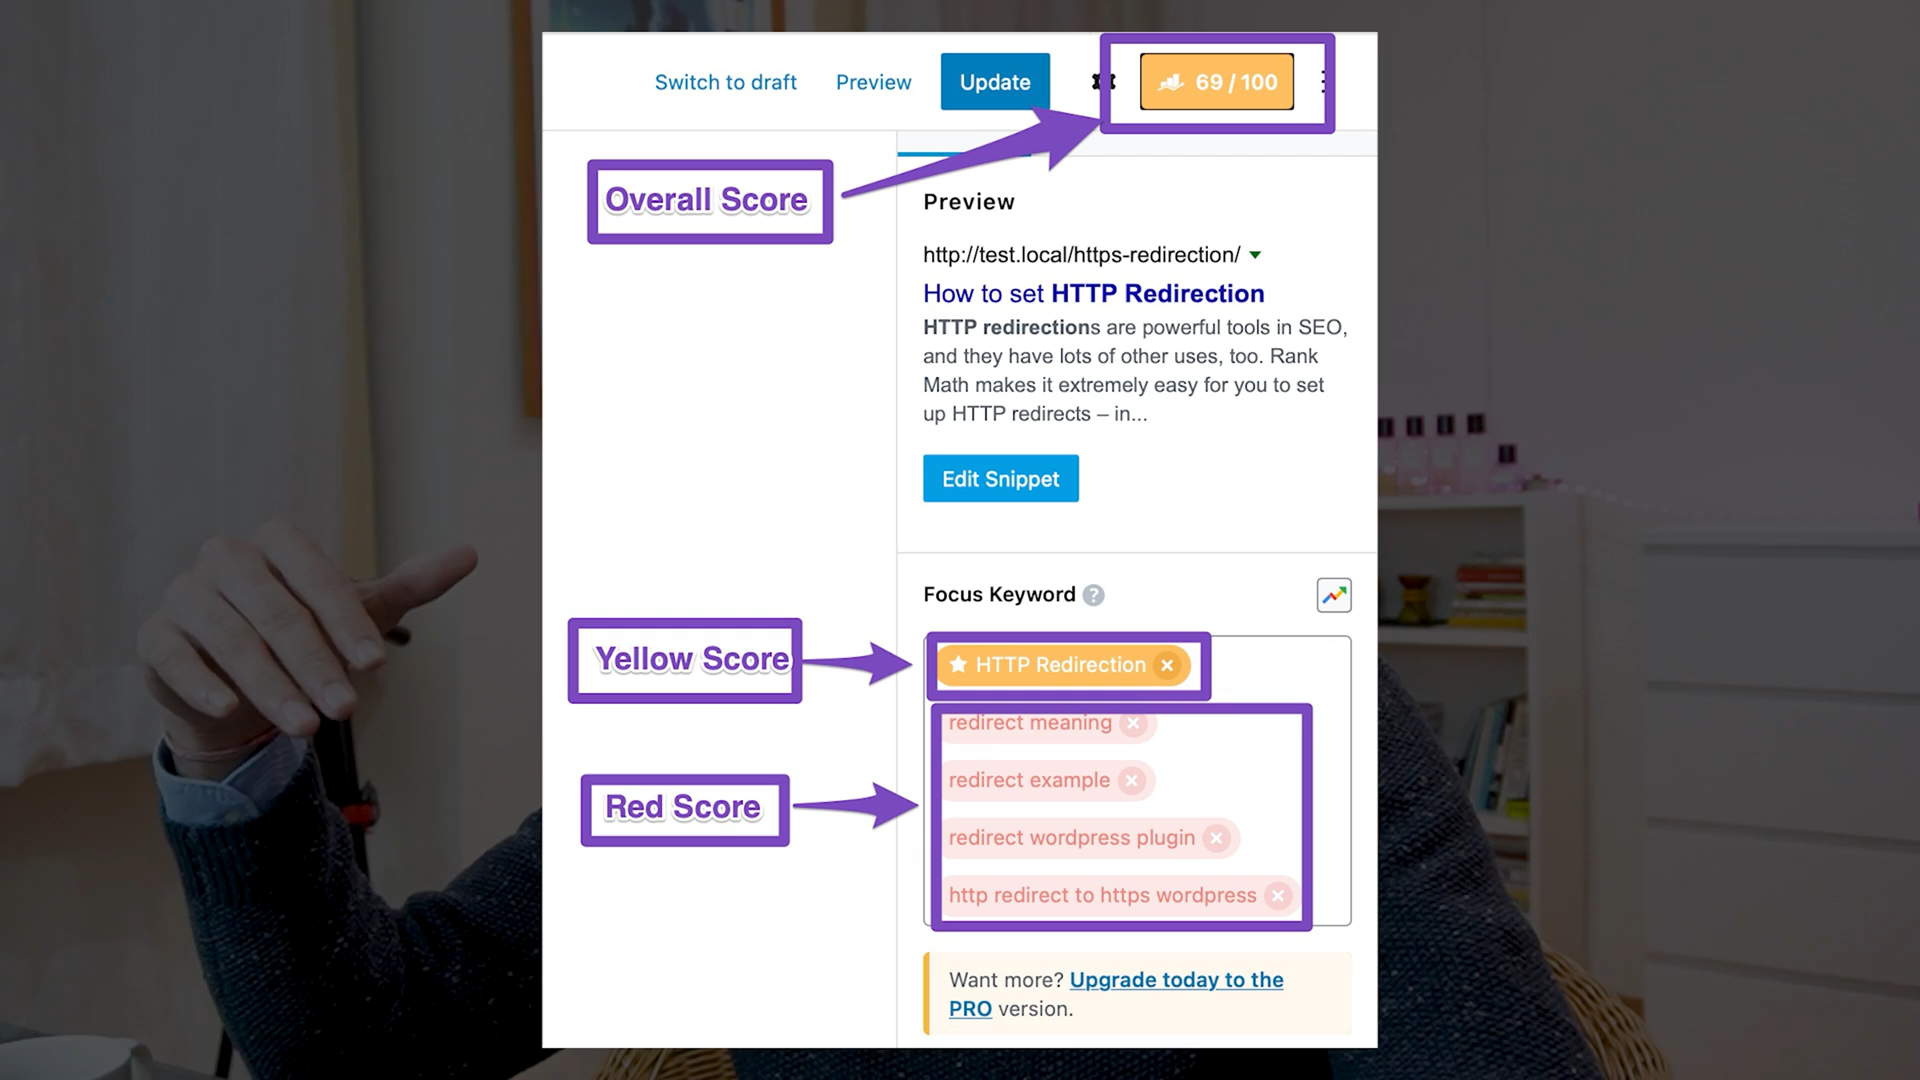 Switch to draft Preview Update 69 / 100
Overall Score
Preview
http://test.local/https-redirection/
How to set HTTP Redirection
HTTP redirections are powerful tools in SEO,
and they have lots of other uses, too. Rank
Math makes it extremely easy for you to set
up HTTP redirects – in...
Edit Snippet
Focus Keyword ?
Yellow Score
HTTP Redirection
redirect meaning
redirect example
Red Score
redirect wordpress plugin
http redirect to https wordpress
Want more? Upgrade today to the
PRO version.